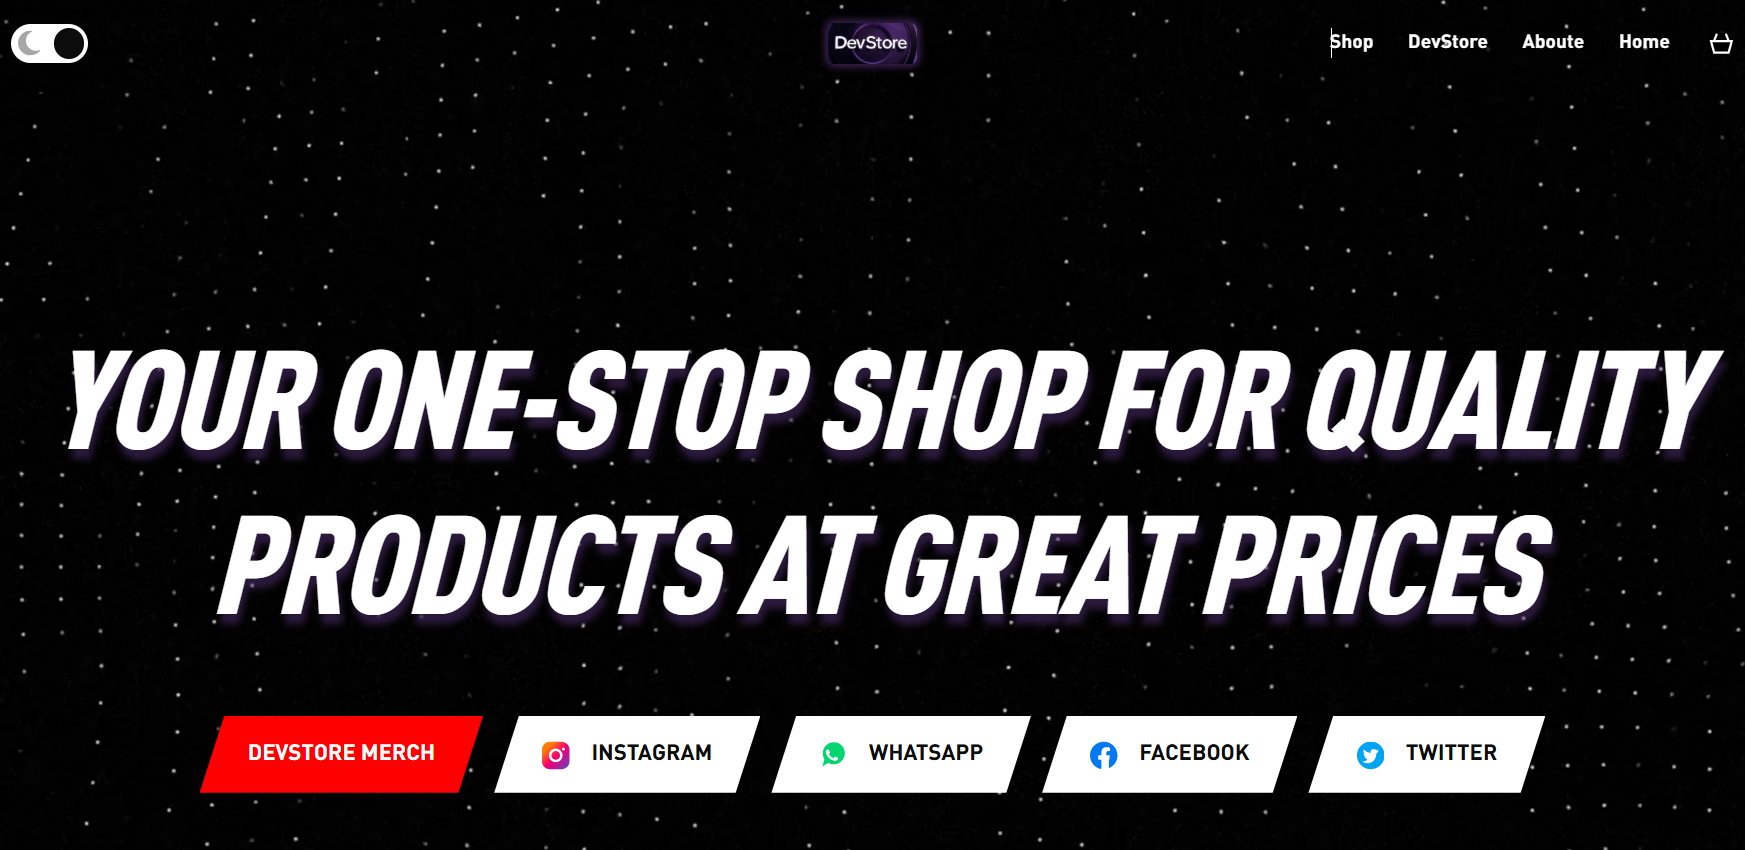 DevStore
Shop DevStore Aboute Home
YOUR ONE-STOP SHOP FOR QUALITY
PRODUCTS AT GREAT PRICES
DEVSTORE MERCH INSTAGRAM WHATSAPP FACEBOOK TWITTER